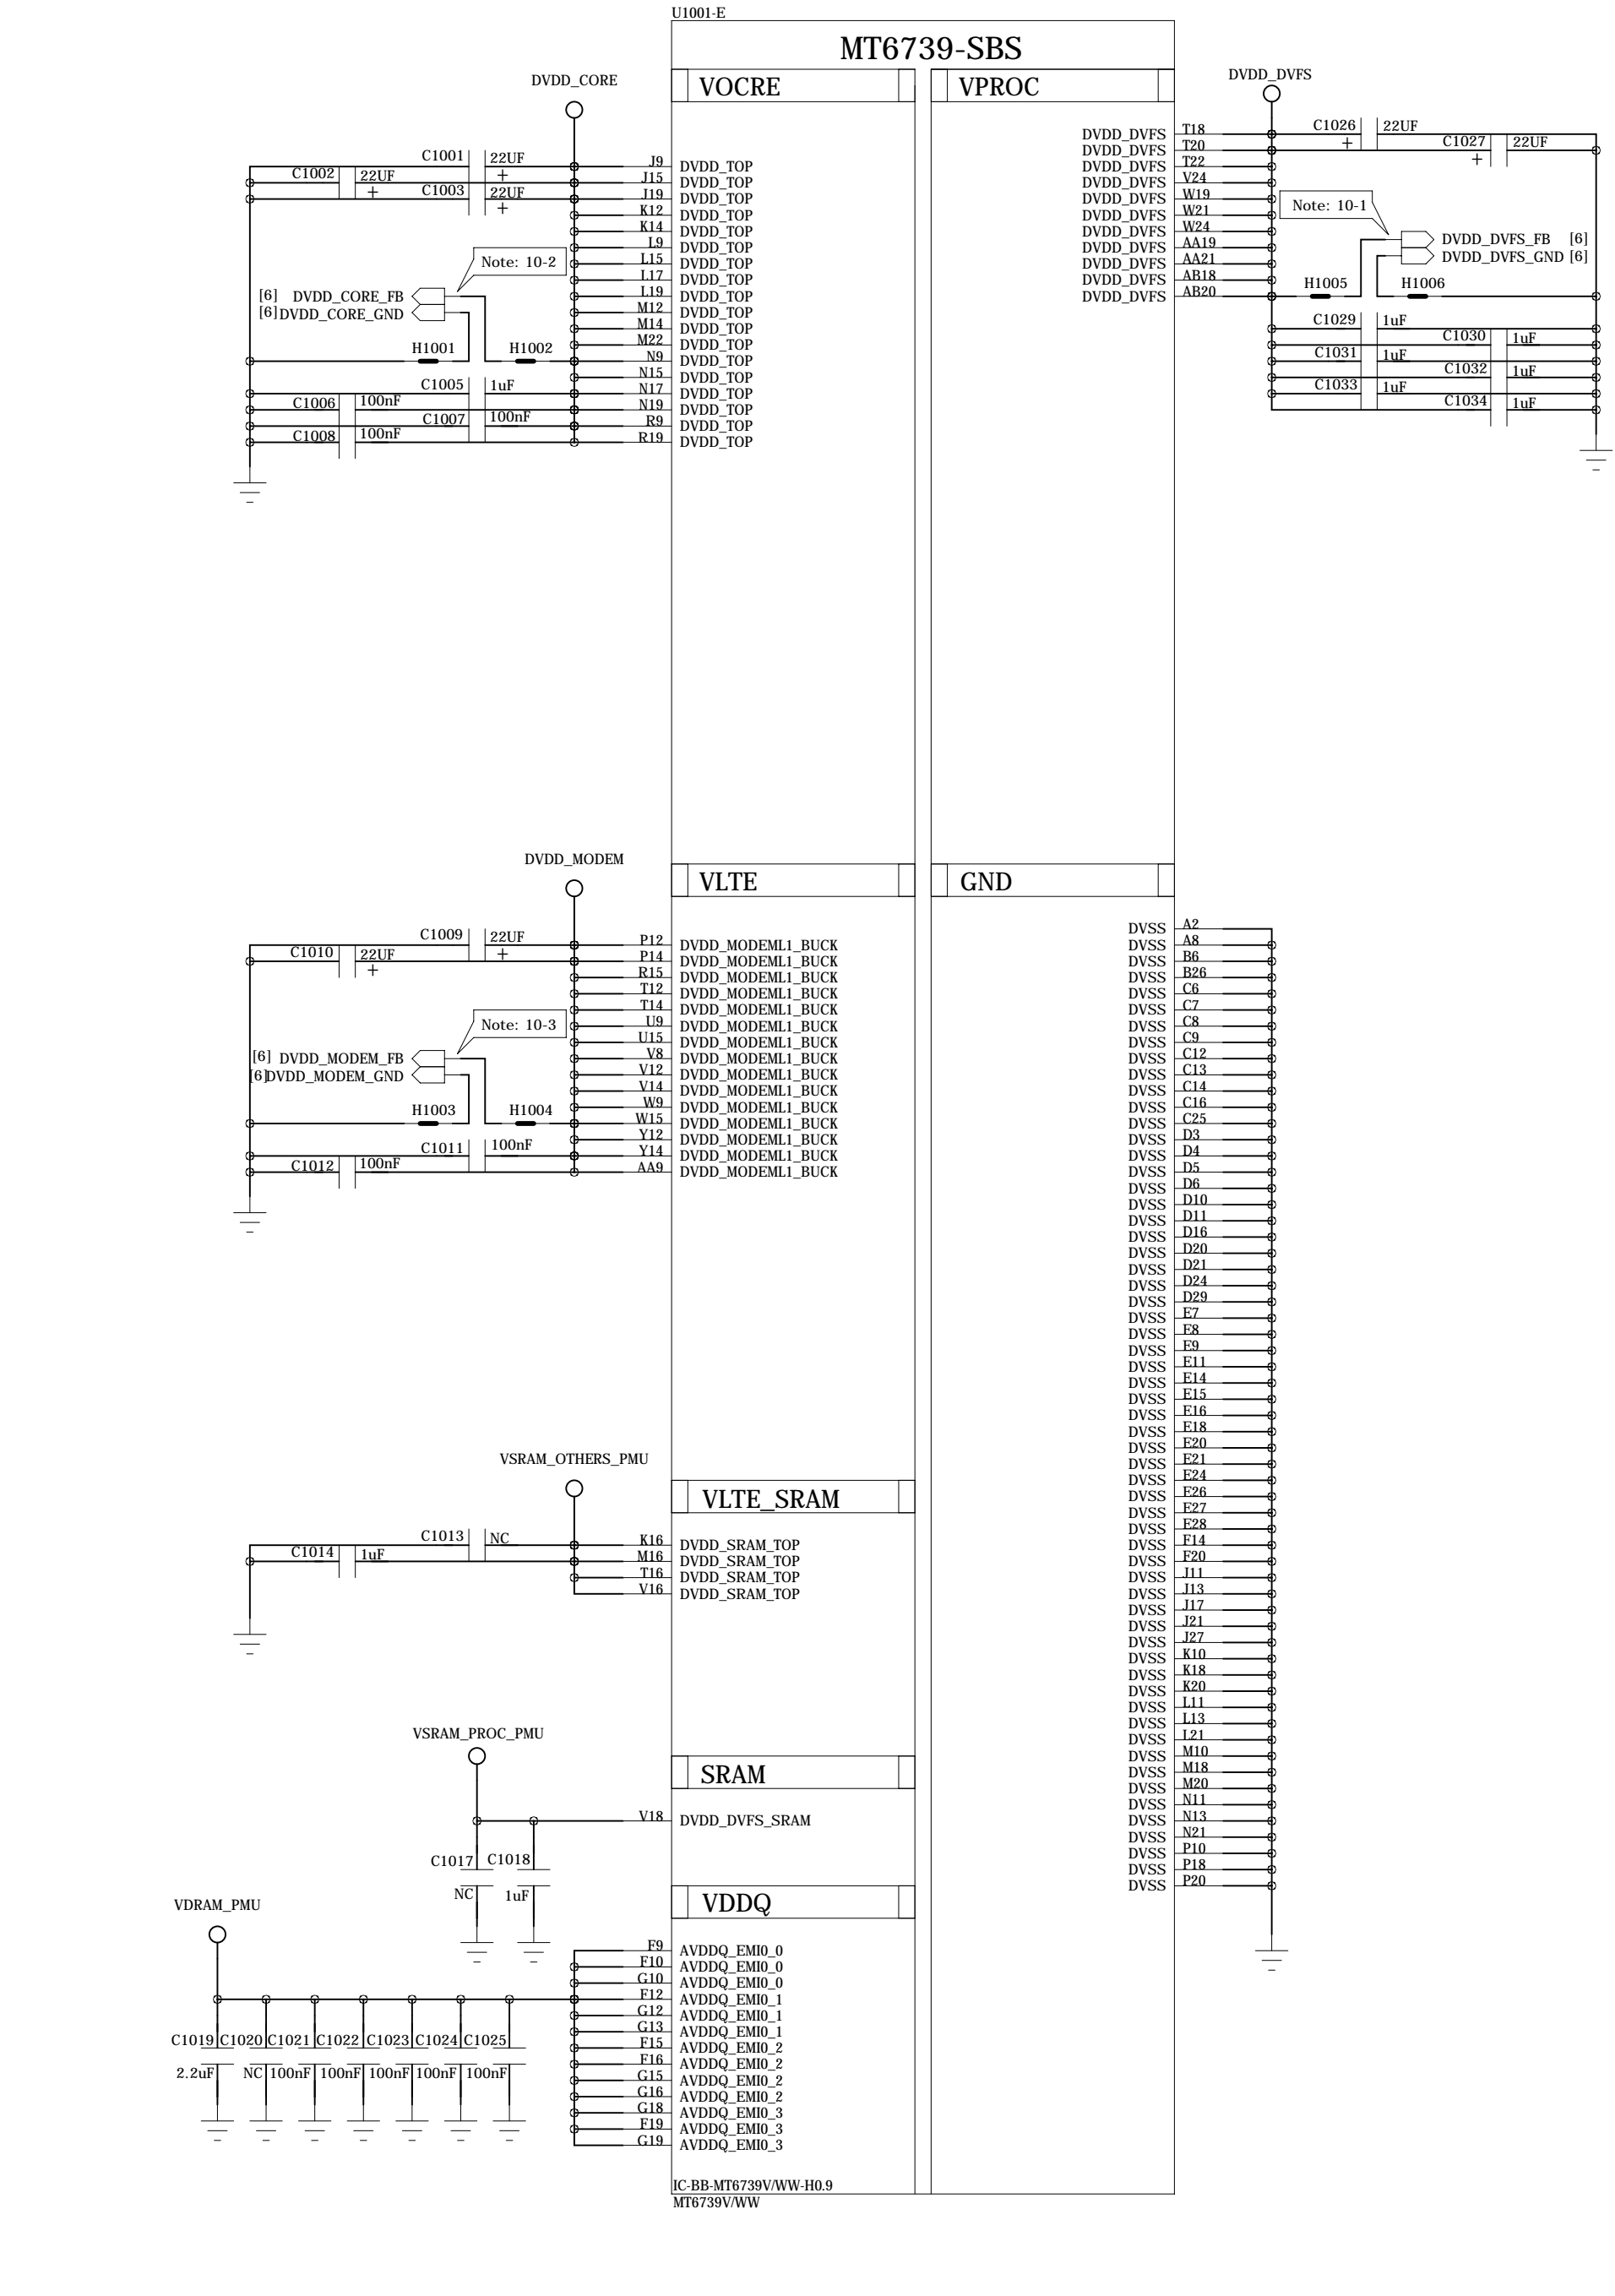 U1001-E
MT6739-SBS
VOCRE
VPROC
DVDD_CORE
DVDD_DVFS
C1001 22UF
+
C1002 22UF
+
C1003 22UF
+
J9 DVDD_TOP
J15 DVDD_TOP
J19 DVDD_TOP
K12 DVDD_TOP
K14 DVDD_TOP
L9 DVDD_TOP
L15 DVDD_TOP
L17 DVDD_TOP
L19 DVDD_TOP
M12 DVDD_TOP
M14 DVDD_TOP
M22 DVDD_TOP
N9 DVDD_TOP
N15 DVDD_TOP
N17 DVDD_TOP
N19 DVDD_TOP
R9 DVDD_TOP
R19 DVDD_TOP
Note: 10-2
[6] DVDD_CORE_FB
[6] DVDD_CORE_GND
H1001
H1002
C1005 1uF
C1006 100nF
C1007 100nF
C1008 100nF
DVDD_DVFS T18
DVDD_DVFS T20
DVDD_DVFS T22
DVDD_DVFS V24
DVDD_DVFS W19
DVDD_DVFS W21
DVDD_DVFS W24
DVDD_DVFS AA19
DVDD_DVFS AA21
DVDD_DVFS AB18
DVDD_DVFS AB20
C1026 22UF
+
C1027 22UF
+
Note: 10-1
DVDD_DVFS_FB [6]
DVDD_DVFS_GND [6]
H1005
H1006
C1029 1uF
C1030 1uF
C1031 1uF
C1032 1uF
C1033 1uF
C1034 1uF
DVDD_MODEM
VLTE
GND
C1009 22UF
+
C1010 22UF
+
P12 DVDD_MODEML1_BUCK
P14 DVDD_MODEML1_BUCK
R15 DVDD_MODEML1_BUCK
T12 DVDD_MODEML1_BUCK
T14 DVDD_MODEML1_BUCK
U9 DVDD_MODEML1_BUCK
U15 DVDD_MODEML1_BUCK
V8 DVDD_MODEML1_BUCK
V12 DVDD_MODEML1_BUCK
V14 DVDD_MODEML1_BUCK
W9 DVDD_MODEML1_BUCK
W15 DVDD_MODEML1_BUCK
Y12 DVDD_MODEML1_BUCK
Y14 DVDD_MODEML1_BUCK
AA9 DVDD_MODEML1_BUCK
Note: 10-3
[6] DVDD_MODEM_FB
[6] DVDD_MODEM_GND
H1003
H1004
C1011 100nF
C1012 100nF
DVSS A2
DVSS A8
DVSS B6
DVSS B26
DVSS C6
DVSS C7
DVSS C8
DVSS C9
DVSS C12
DVSS C13
DVSS C14
DVSS C16
DVSS C25
DVSS D3
DVSS D4
DVSS D5
DVSS D6
DVSS D10
DVSS D11
DVSS D16
DVSS D20
DVSS D21
DVSS D24
DVSS D29
DVSS E7
DVSS E8
DVSS E9
DVSS E11
DVSS E14
DVSS E15
DVSS E16
DVSS E18
DVSS E20
DVSS E21
DVSS E24
DVSS E26
DVSS E27
DVSS E28
DVSS F14
DVSS F20
DVSS J11
DVSS J13
DVSS J17
DVSS J21
DVSS J27
DVSS K10
DVSS K18
DVSS K20
DVSS L11
DVSS L13
DVSS L21
DVSS M10
DVSS M18
DVSS M20
DVSS N11
DVSS N13
DVSS N21
DVSS P10
DVSS P18
DVSS P20
VSRAM_OTHERS_PMU
VLTE_SRAM
C1013 NC
C1014 1uF
K16 DVDD_SRAM_TOP
M16 DVDD_SRAM_TOP
T16 DVDD_SRAM_TOP
V16 DVDD_SRAM_TOP
VSRAM_PROC_PMU
SRAM
V18 DVDD_DVFS_SRAM
C1017 C1018
NC 1uF
VDRAM_PMU
VDDQ
F9 AVDDQ_EMI0_0
F10 AVDDQ_EMI0_0
G10 AVDDQ_EMI0_0
F12 AVDDQ_EMI0_1
G12 AVDDQ_EMI0_1
G13 AVDDQ_EMI0_1
F15 AVDDQ_EMI0_2
F16 AVDDQ_EMI0_2
G15 AVDDQ_EMI0_2
G16 AVDDQ_EMI0_2
G18 AVDDQ_EMI0_3
F19 AVDDQ_EMI0_3
G19 AVDDQ_EMI0_3
C1019 C1020 C1021 C1022 C1023 C1024 C1025
2.2uF NC 100nF 100nF 100nF 100nF 100nF
IC-BB-MT6739V/WW-H0.9
MT6739V/WW